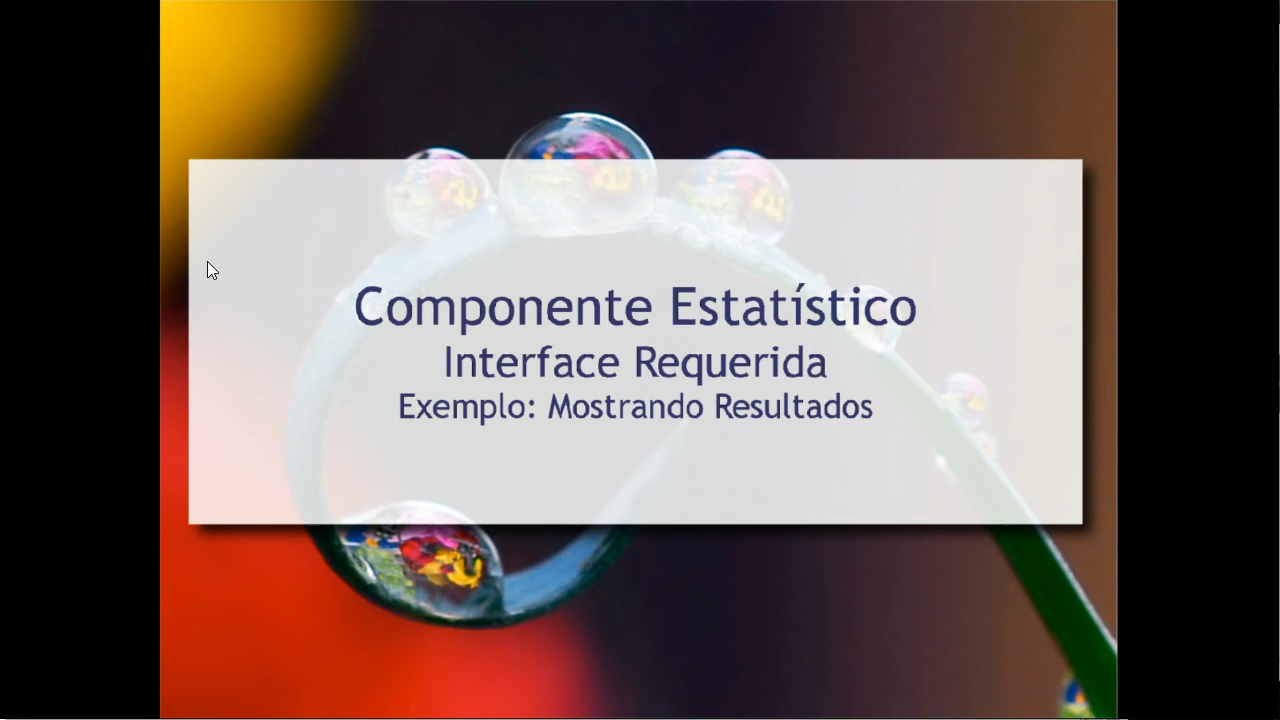 Componente Estatístico
Interface Requerida
Exemplo: Mostrando Resultados